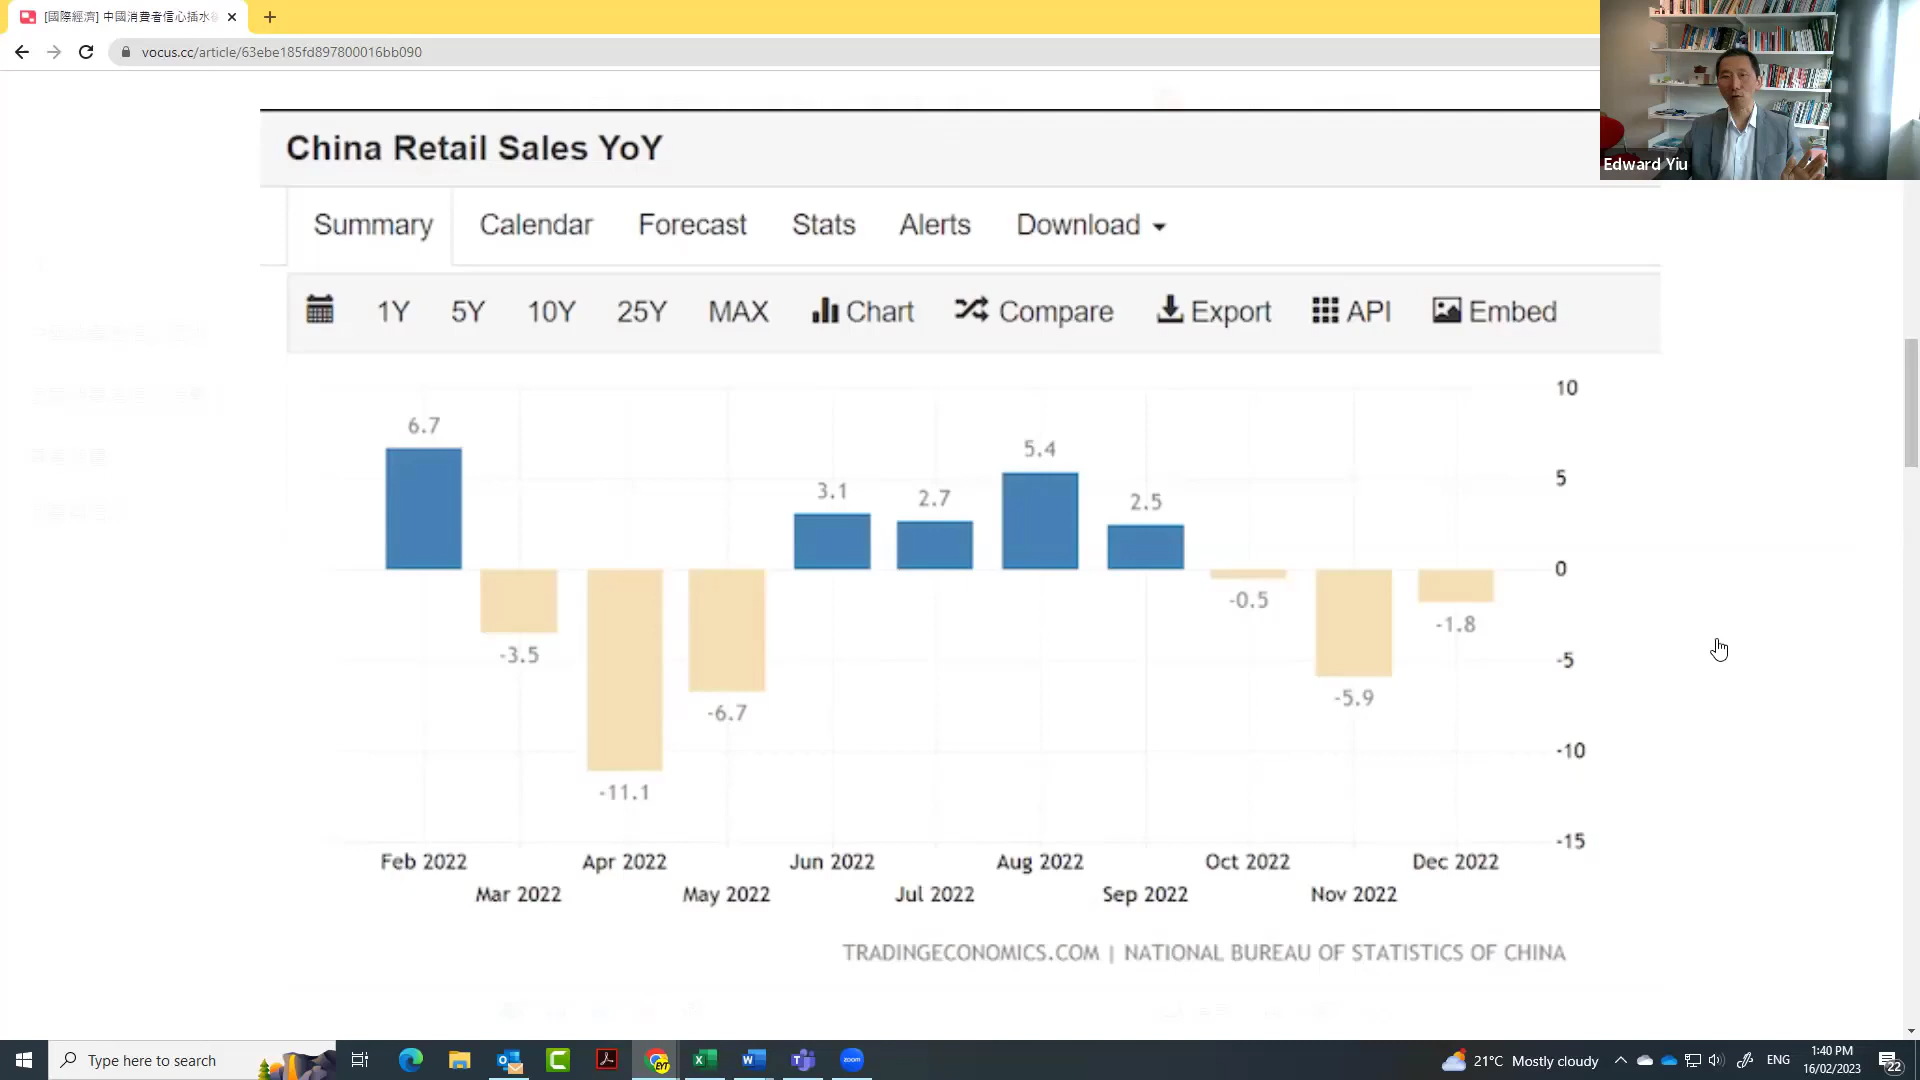 [國際經濟] 中國消費者信心插水
vocus.cc/article/63ebe185fd897800016bb090
Edward Yiu
China Retail Sales YoY
Summary Calendar Forecast Stats Alerts Download
1Y 5Y 10Y 25Y MAX Chart Compare Export API Embed
10
6.7
5.4
5
3.1
2.7
2.5
0
-0.5
-1.8
-3.5
-5
-5.9
-6.7
-10
-11.1
-15
Feb 2022 Apr 2022 Jun 2022 Aug 2022 Oct 2022 Dec 2022
Mar 2022 May 2022 Jul 2022 Sep 2022 Nov 2022
TRADINGECONOMICS.COM | NATIONAL BUREAU OF STATISTICS OF CHINA
Type here to search
21°C Mostly cloudy
ENG
1:40 PM
16/02/2023
22
zoom